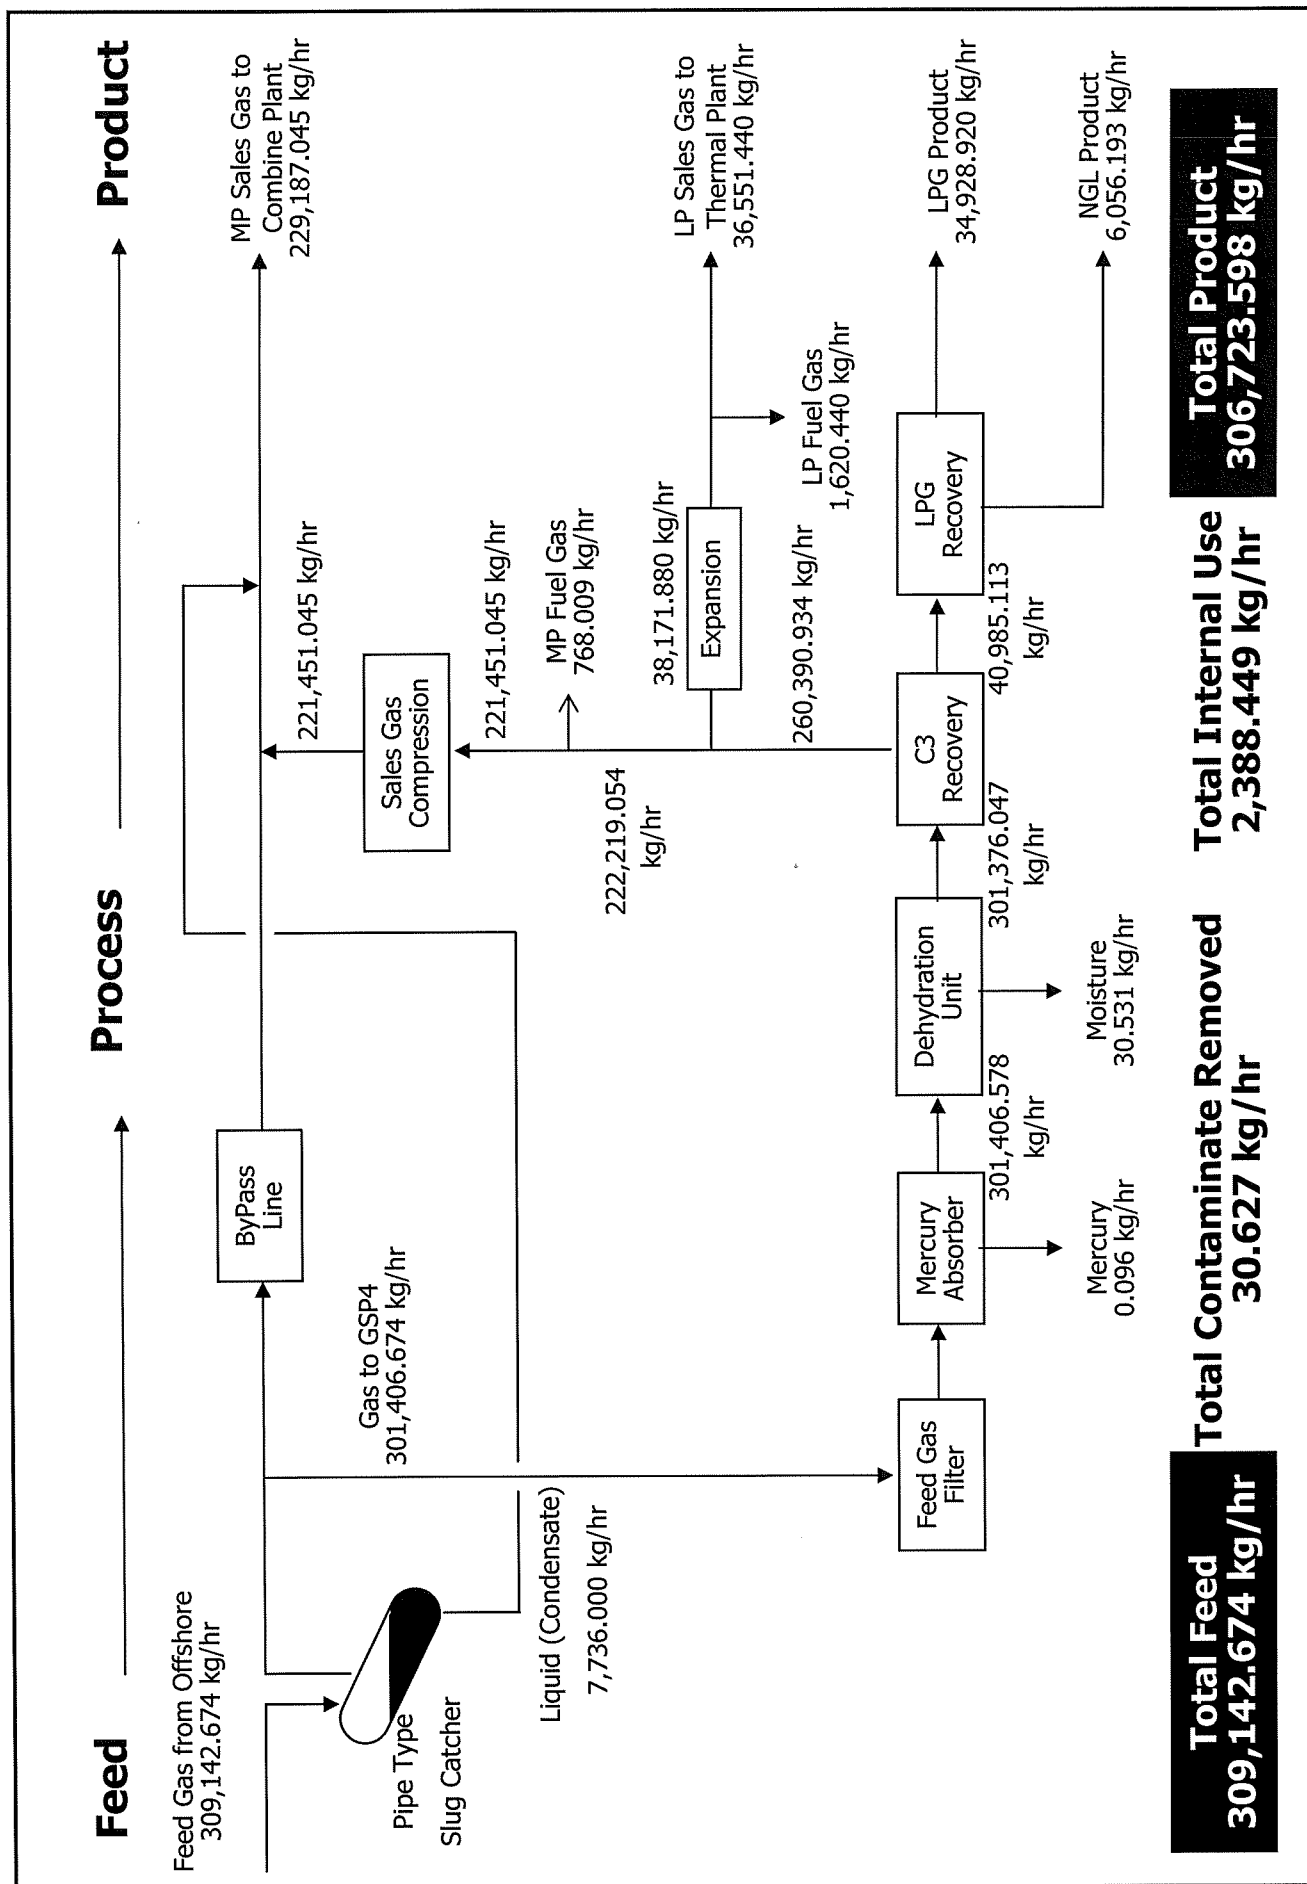 Feed
Process
Product
Feed Gas from Offshore
309,142.674 kg/hr
Pipe Type
Slug Catcher
Liquid (Condensate)
7,736.000 kg/hr
Gas to GSP4
301,406.674 kg/hr
ByPass
Line
221,451.045 kg/hr
MP Sales Gas to
Combine Plant
229,187.045 kg/hr
Sales Gas
Compression
221,451.045 kg/hr
MP Fuel Gas
768.009 kg/hr
222,219.054
kg/hr
38,171.880 kg/hr
Expansion
LP Sales Gas to
Thermal Plant
36,551.440 kg/hr
LP Fuel Gas
1,620.440 kg/hr
260,390.934 kg/hr
Feed Gas
Filter
Mercury
Absorber
301,406.578
kg/hr
Dehydration
Unit
301,376.047
kg/hr
C3
Recovery
40,985.113
kg/hr
LPG
Recovery
LPG Product
34,928.920 kg/hr
Mercury
0.096 kg/hr
Moisture
30.531 kg/hr
NGL Product
6,056.193 kg/hr
Total Feed
309,142.674 kg/hr
Total Contaminate Removed
30.627 kg/hr
Total Internal Use
2,388.449 kg/hr
Total Product
306,723.598 kg/hr